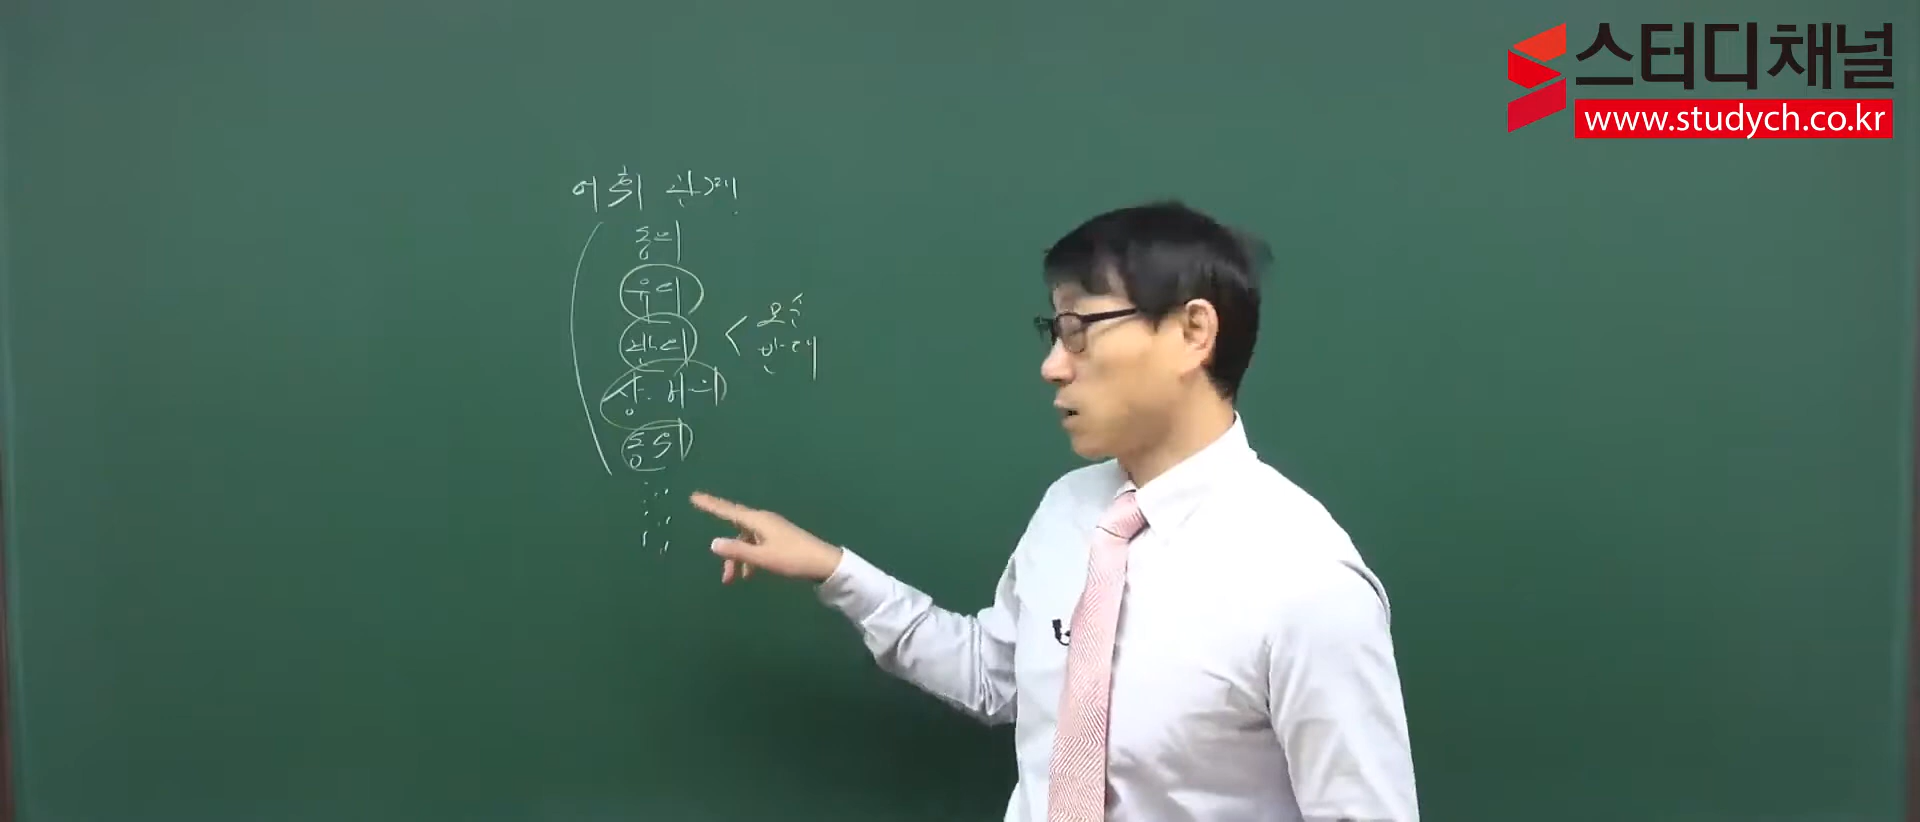 스터디채널
www.studych.co.kr
어휘 관계
동의
유의
반의
모순
반대
상·하의
동음